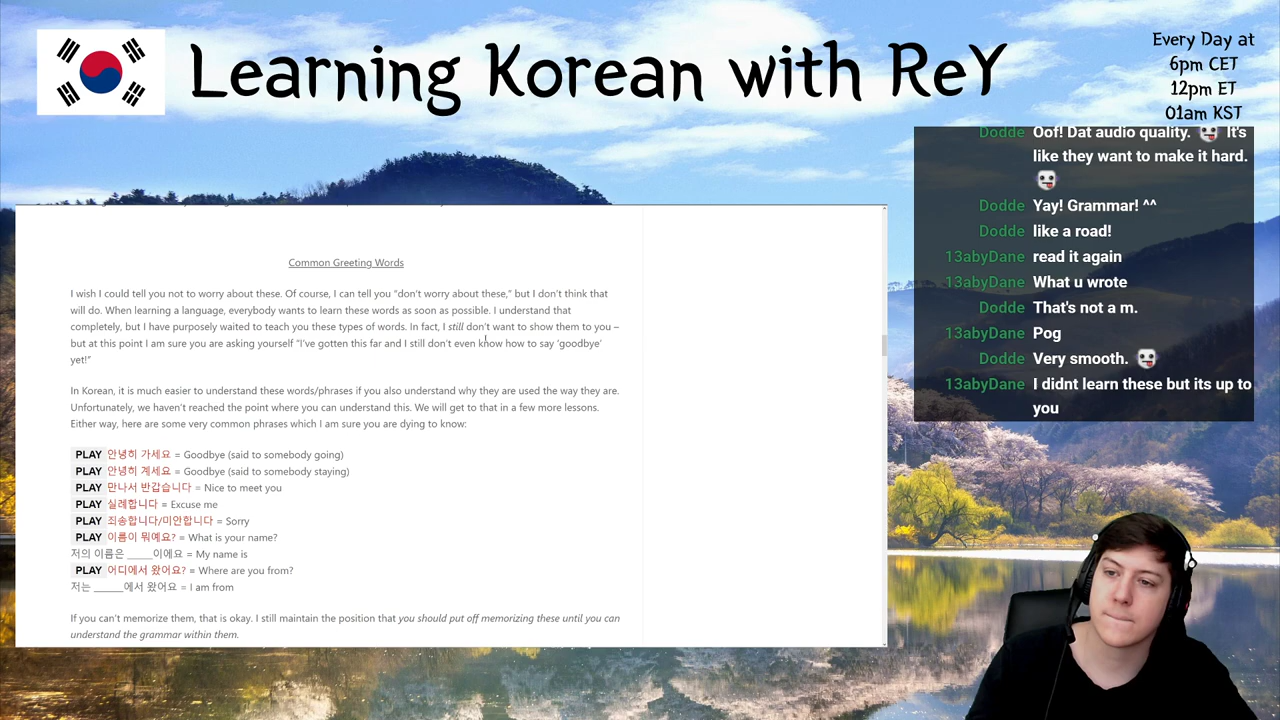 Learning Korean with ReY
Every Day at
6pm CET
12pm ET
01am KST
Dodde Oof! Dat audio quality. It's
like they want to make it hard.
Dodde Yay! Grammar! ^^
Dodde like a road!
13abyDane read it again
13abyDane What u wrote
Dodde That's not a m.
13abyDane Pog
Dodde Very smooth.
13abyDane I didnt learn these but its up to
you
Common Greeting Words
I wish I could tell you not to worry about these. Of course, I can tell you “don’t worry about these,” but I don’t think that
will do. When learning a language, everybody wants to learn these words as soon as possible. I understand that
completely, but I have purposely waited to teach you these types of words. In fact, I still don’t want to show them to you –
but at this point I am sure you are asking yourself “I’ve gotten this far and I still don’t even know how to say ‘goodbye’
yet!”
In Korean, it is much easier to understand these words/phrases if you also understand why they are used the way they are.
Unfortunately, we haven’t reached the point where you can understand this. We will get to that in a few more lessons.
Either way, here are some very common phrases which I am sure you are dying to know:
PLAY 안녕히 가세요 = Goodbye (said to somebody going)
PLAY 안녕히 계세요 = Goodbye (said to somebody staying)
PLAY 만나서 반갑습니다 = Nice to meet you
PLAY 실례합니다 = Excuse me
PLAY 죄송합니다/미안합니다 = Sorry
PLAY 이름이 뭐예요? = What is your name?
저의 이름은 _____이에요 = My name is
PLAY 어디에서 왔어요? = Where are you from?
저는 ______에서 왔어요 = I am from
If you can’t memorize them, that is okay. I still maintain the position that you should put off memorizing these until you can
understand the grammar within them.